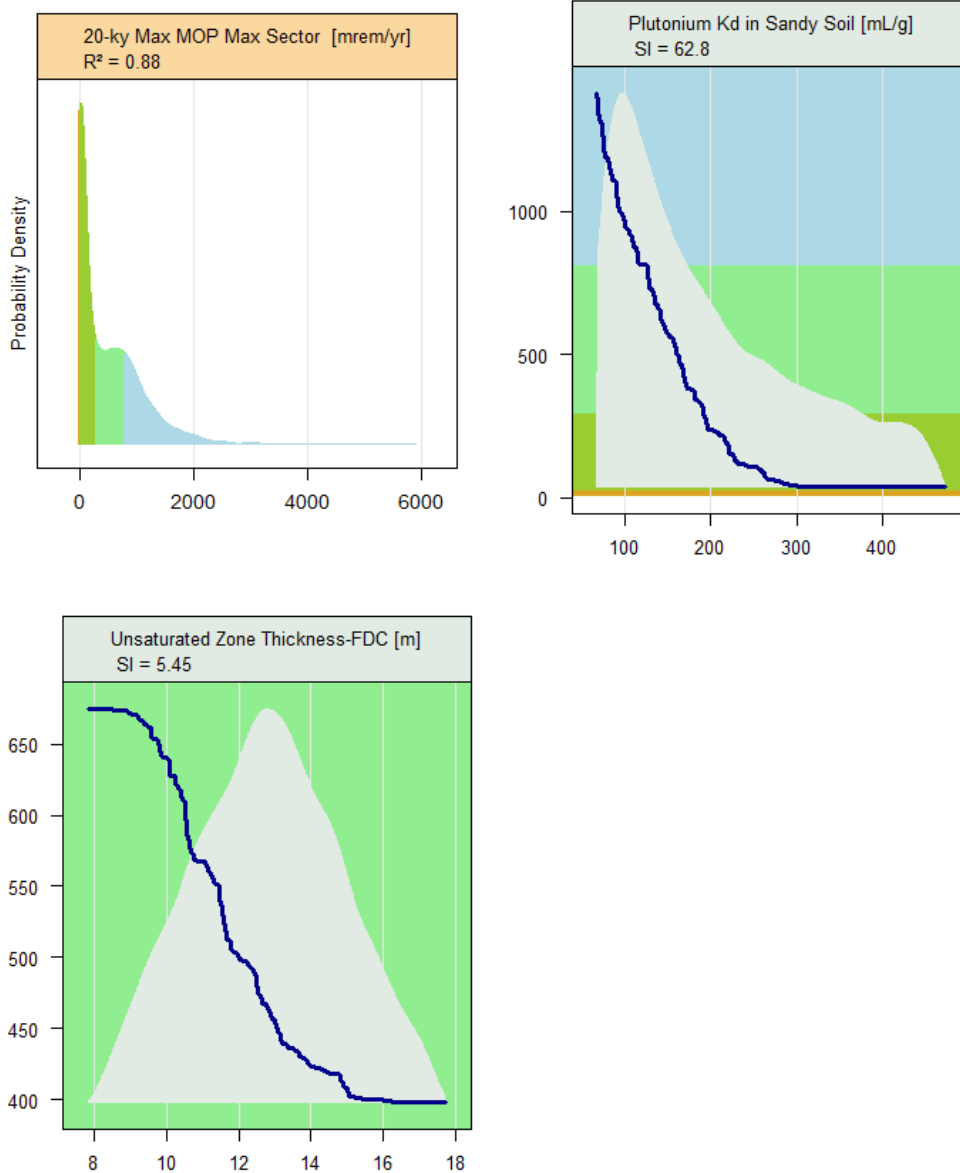 20-ky Max MOP Max Sector [mrem/yr]
R² = 0.88
Probability Density
0 2000 4000 6000
Plutonium Kd in Sandy Soil [mL/g]
SI = 62.8
1000
500
0
100 200 300 400
Unsaturated Zone Thickness-FDC [m]
SI = 5.45
650
600
550
500
450
400
8 10 12 14 16 18